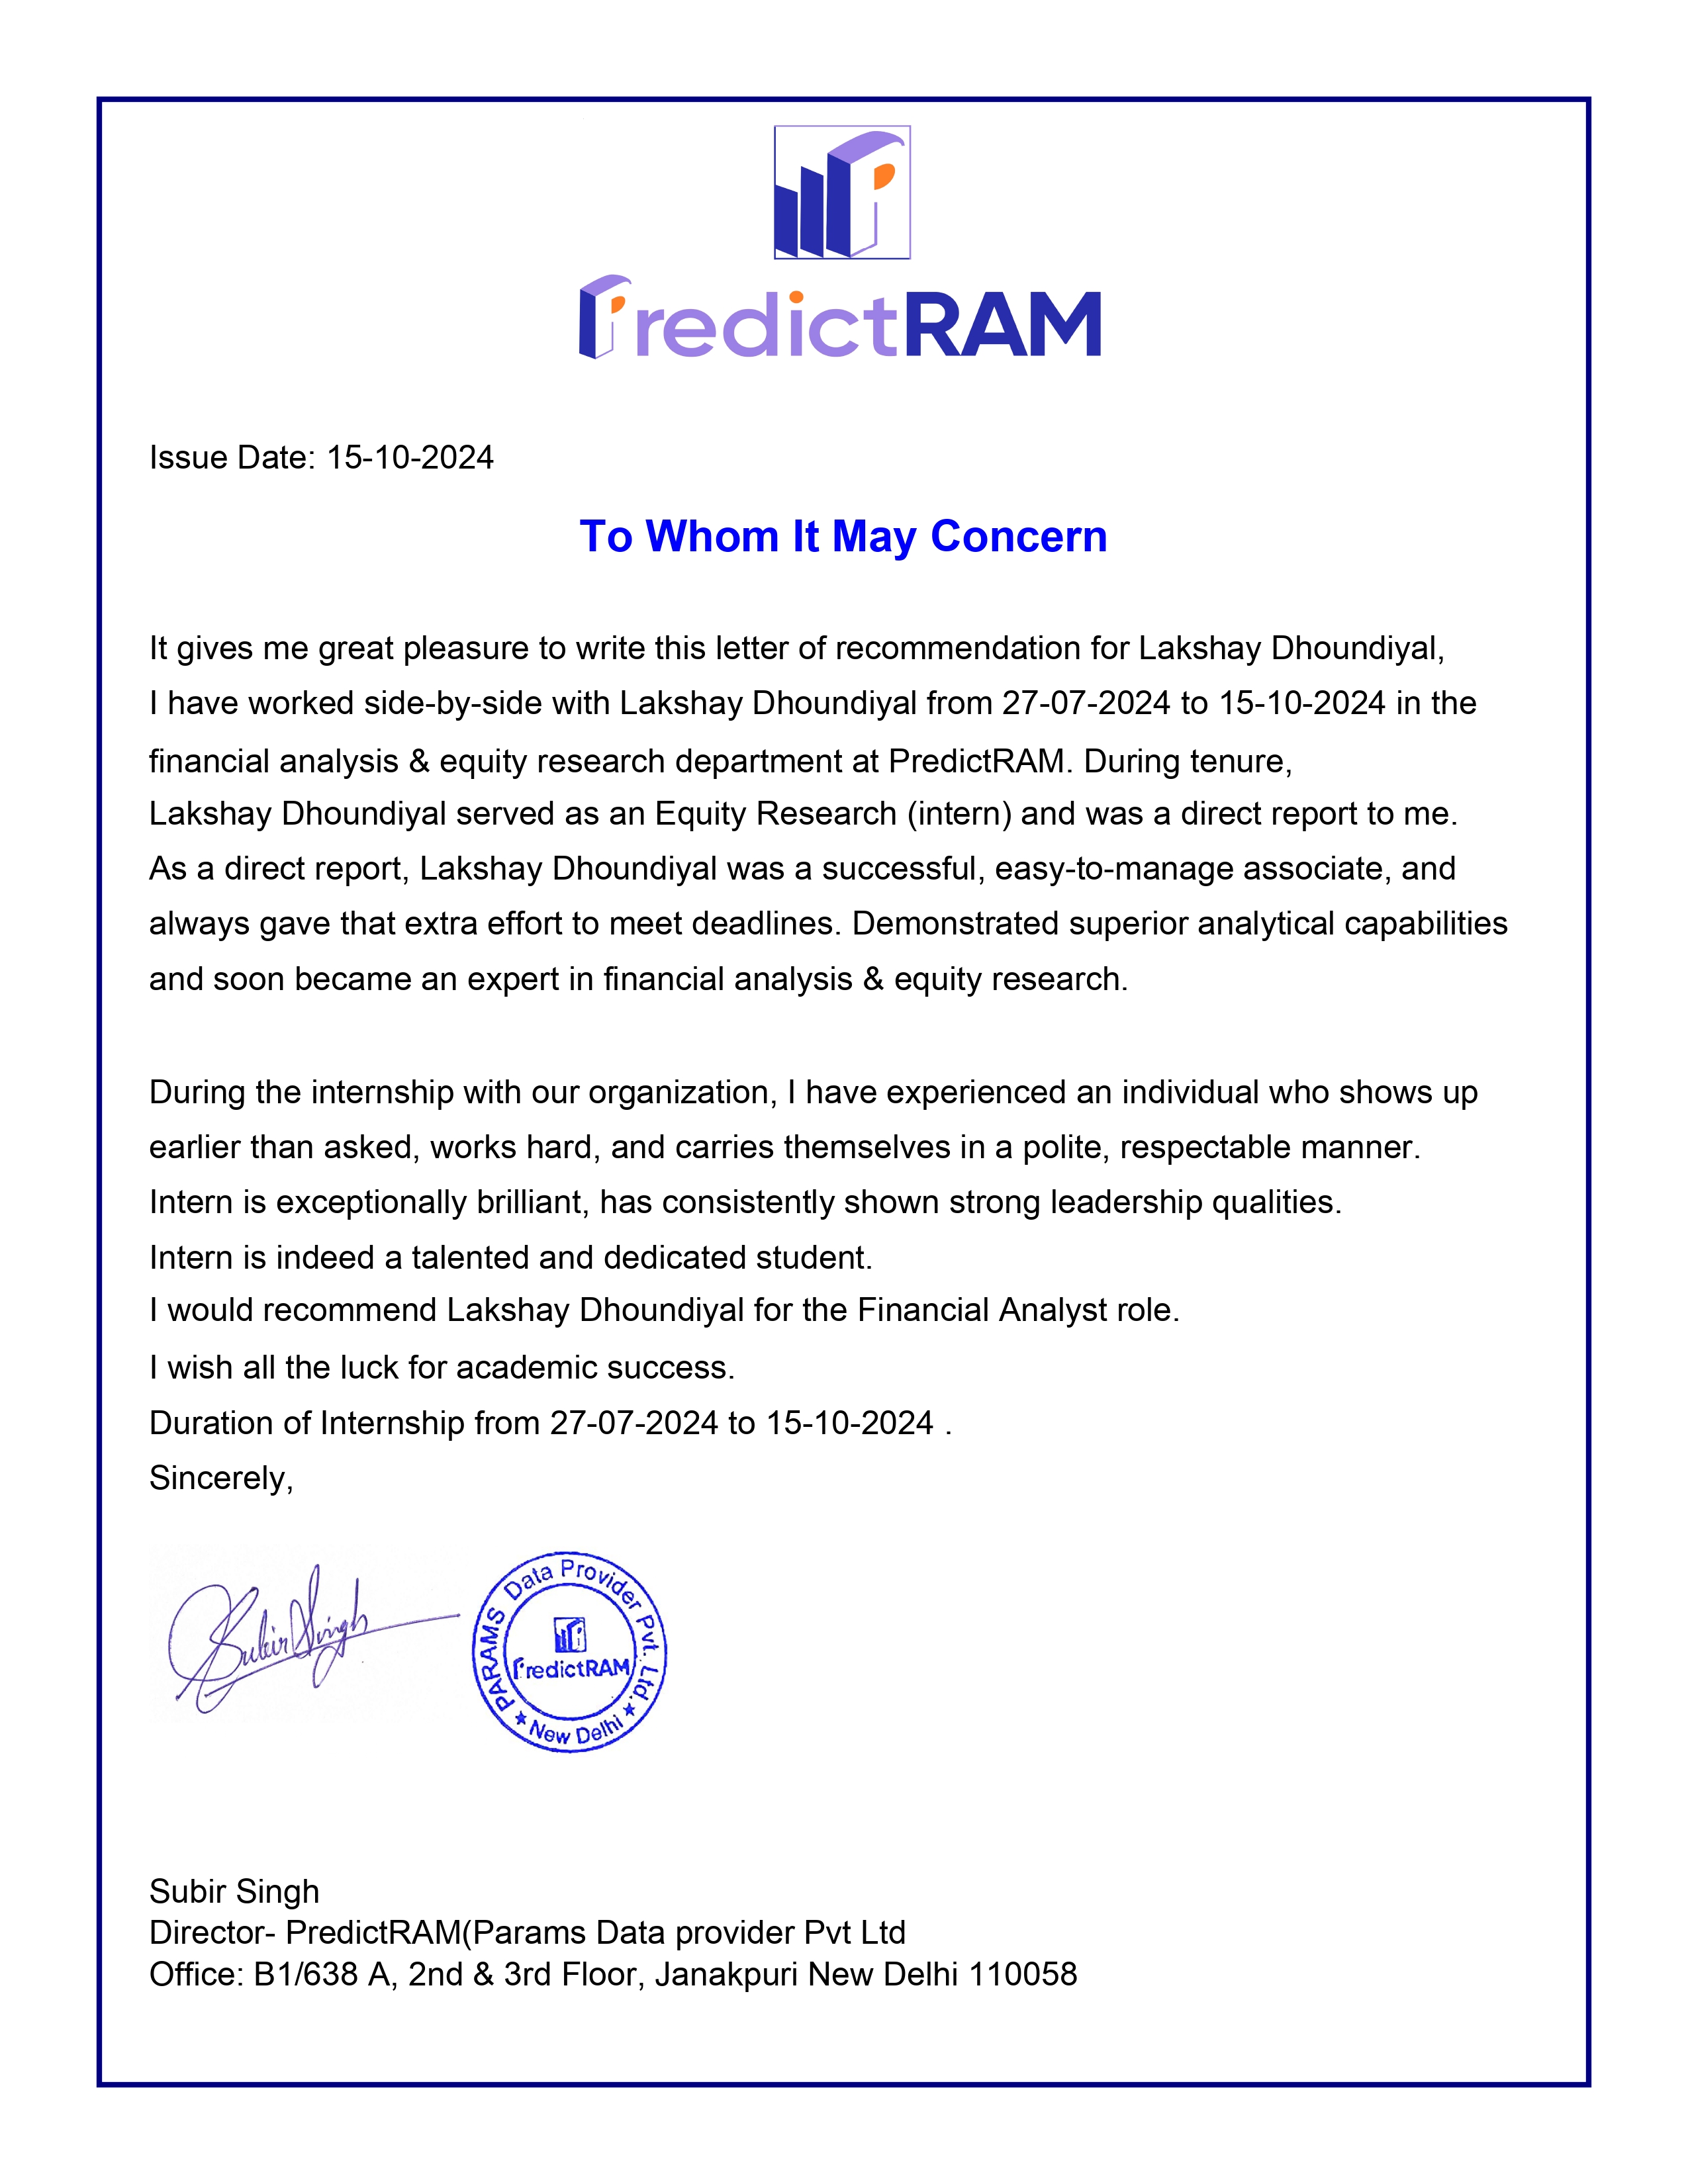 PredictRAM
Issue Date: 15-10-2024
To Whom It May Concern
It gives me great pleasure to write this letter of recommendation for Lakshay Dhoundiyal,
I have worked side-by-side with Lakshay Dhoundiyal from 27-07-2024 to 15-10-2024 in the
financial analysis & equity research department at PredictRAM. During tenure,
Lakshay Dhoundiyal served as an Equity Research (intern) and was a direct report to me.
As a direct report, Lakshay Dhoundiyal was a successful, easy-to-manage associate, and
always gave that extra effort to meet deadlines. Demonstrated superior analytical capabilities
and soon became an expert in financial analysis & equity research.
During the internship with our organization, I have experienced an individual who shows up
earlier than asked, works hard, and carries themselves in a polite, respectable manner.
Intern is exceptionally brilliant, has consistently shown strong leadership qualities.
Intern is indeed a talented and dedicated student.
I would recommend Lakshay Dhoundiyal for the Financial Analyst role.
I wish all the luck for academic success.
Duration of Internship from 27-07-2024 to 15-10-2024 .
Sincerely,
Subir Singh
PARAMS Data Provider Pvt. Ltd.
PredictRAM
★ New Delhi ★
Subir Singh
Director- PredictRAM(Params Data provider Pvt Ltd
Office: B1/638 A, 2nd & 3rd Floor, Janakpuri New Delhi 110058